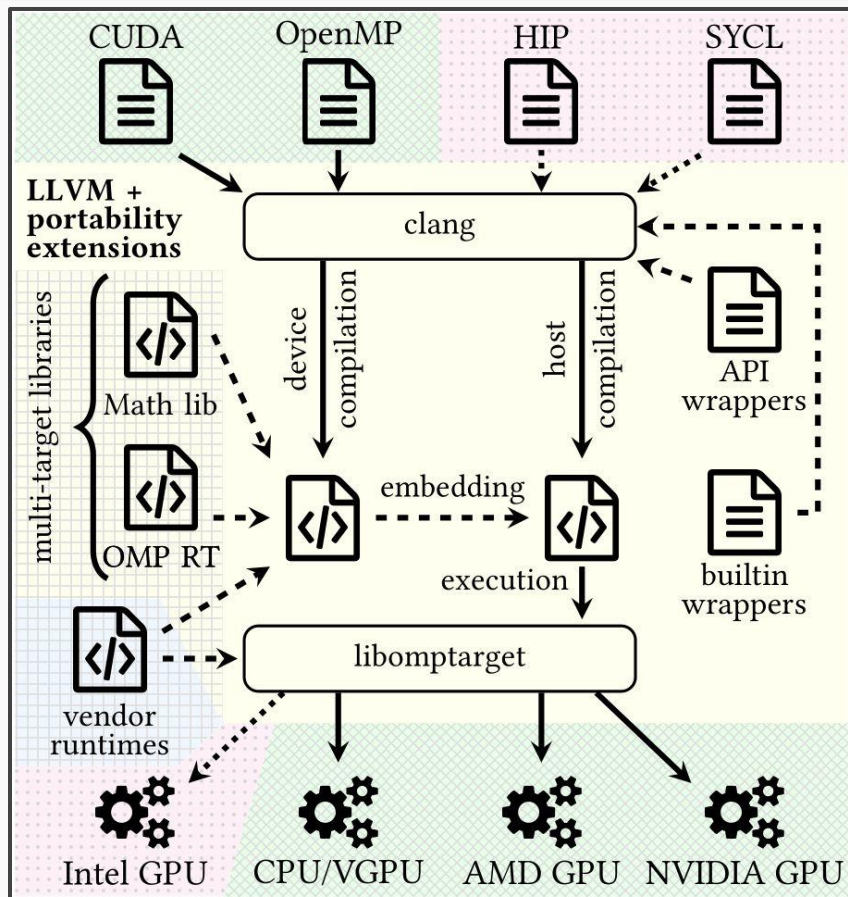 CUDA
OpenMP
HIP
SYCL
LLVM +
portability
extensions
clang
multi-target libraries
Math lib
OMP RT
device
compilation
host
compilation
API
wrappers
embedding
execution
builtin
wrappers
libomptarget
vendor
runtimes
Intel GPU
CPU/VGPU
AMD GPU
NVIDIA GPU